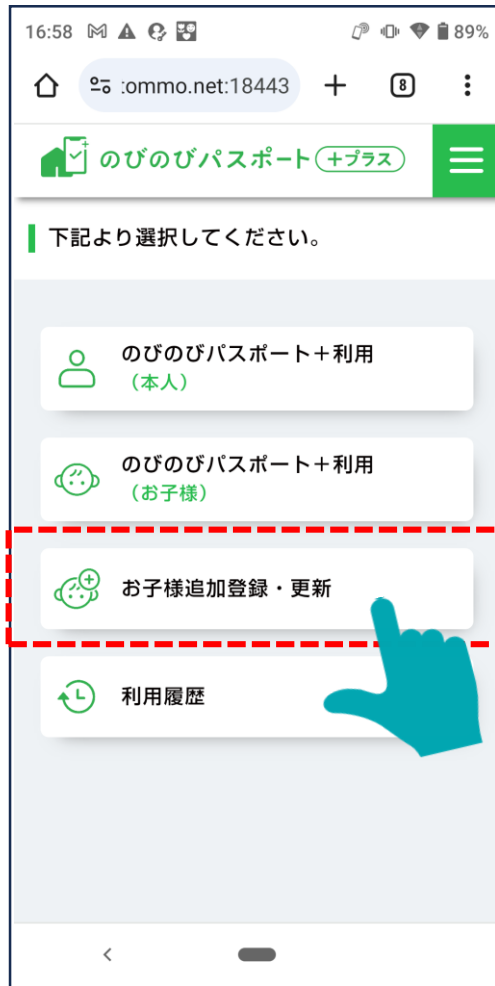 16:58 89%
:ommo.net:18443 8
のびのびパスポート +プラス
下記より選択してください。
のびのびパスポート+利用
（本人）
のびのびパスポート+利用
（お子様）
お子様追加登録・更新
利用履歴